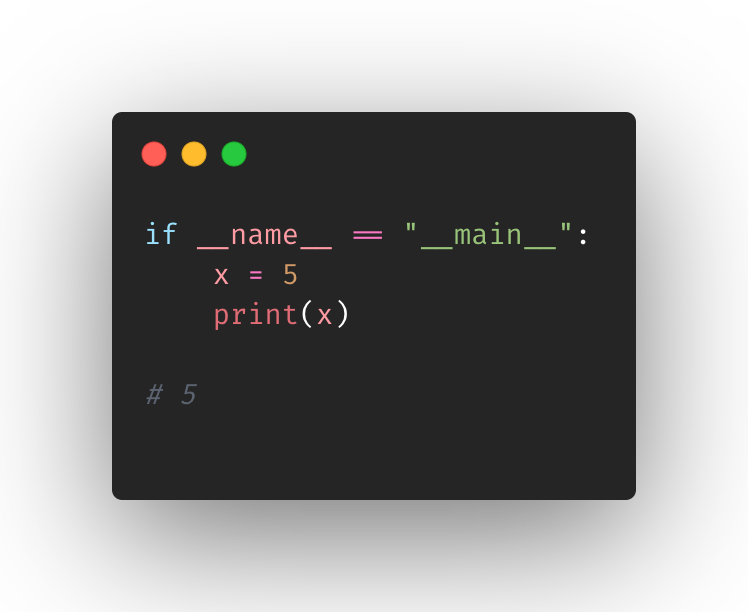 if __name__ == "__main__":
    x = 5
    print(x)

# 5